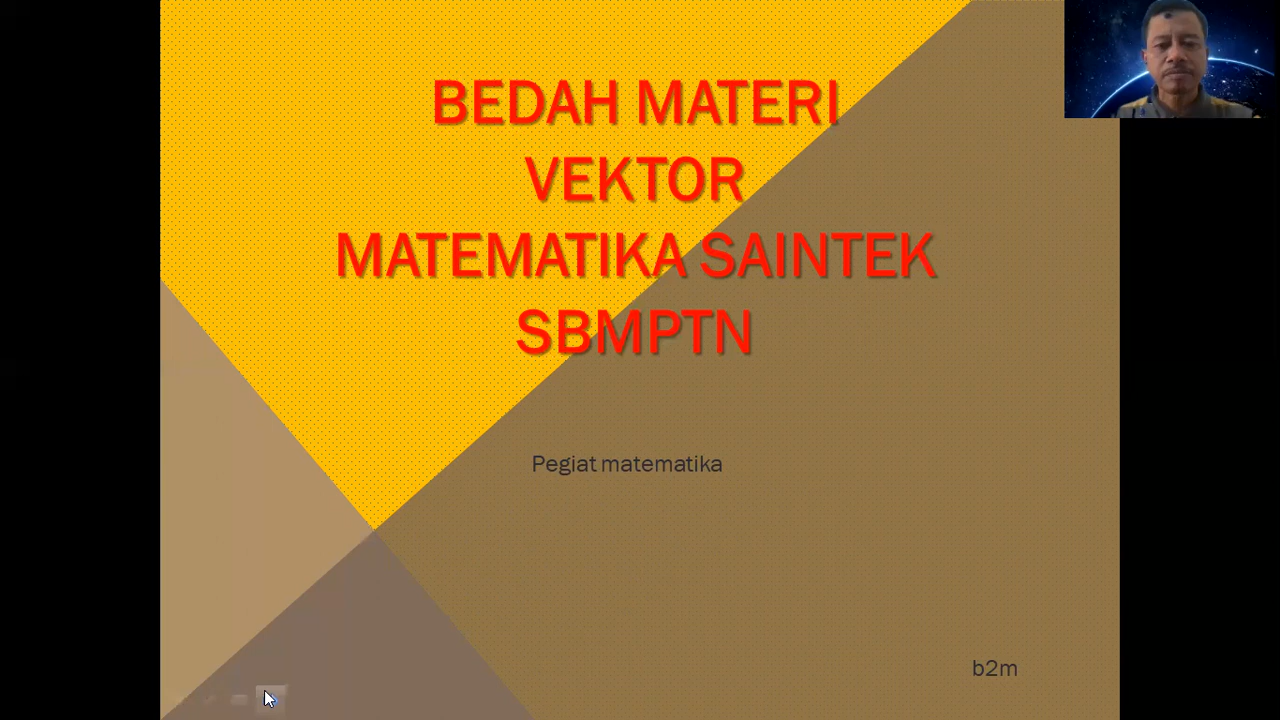 BEDAH MATERI
VEKTOR
MATEMATIKA SAINTEK
SBMPTN
Pegiat matematika
b2m